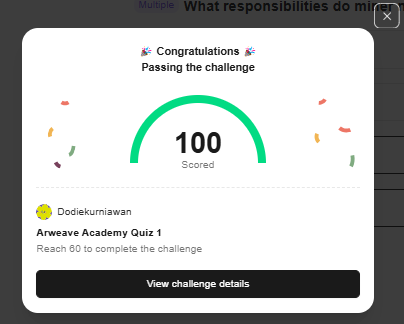 Multiple What responsibilities do miner
Congratulations
Passing the challenge
100
Scored
Dodiekurniawan
Arweave Academy Quiz 1
Reach 60 to complete the challenge
View challenge details